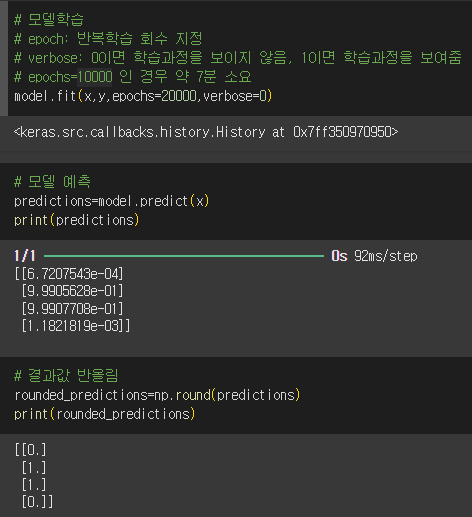 # 모델학습
# epoch: 반복학습 회수 지정
# verbose: 0이면 학습과정을 보이지 않음, 1이면 학습과정을 보여줌
# epochs=10000 인 경우 약 7분 소요
model.fit(x,y,epochs=20000,verbose=0)
<keras.src.callbacks.history.History at 0x7ff350970950>
# 모델 예측
predictions=model.predict(x)
print(predictions)
1/1 0s 92ms/step
[[6.7207543e-04]
[9.9905628e-01]
[9.9907708e-01]
[1.1821819e-03]]
# 결과값 반올림
rounded_predictions=np.round(predictions)
print(rounded_predictions)
[[0.]
[1.]
[1.]
[0.]]